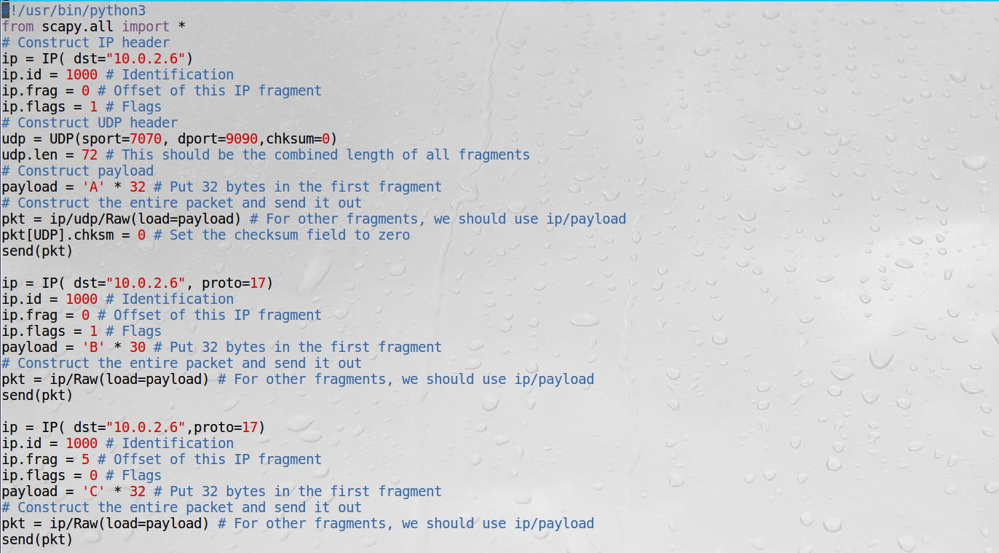 #!/usr/bin/python3
from scapy.all import *
# Construct IP header
ip = IP( dst="10.0.2.6")
ip.id = 1000 # Identification
ip.frag = 0 # Offset of this IP fragment
ip.flags = 1 # Flags
# Construct UDP header
udp = UDP(sport=7070, dport=9090,chksum=0)
udp.len = 72 # This should be the combined length of all fragments
# Construct payload
payload = 'A' * 32 # Put 32 bytes in the first fragment
# Construct the entire packet and send it out
pkt = ip/udp/Raw(load=payload) # For other fragments, we should use ip/payload
pkt[UDP].chksm = 0 # Set the checksum field to zero
send(pkt)

ip = IP( dst="10.0.2.6", proto=17)
ip.id = 1000 # Identification
ip.frag = 0 # Offset of this IP fragment
ip.flags = 1 # Flags
payload = 'B' * 30 # Put 32 bytes in the first fragment
# Construct the entire packet and send it out
pkt = ip/Raw(load=payload) # For other fragments, we should use ip/payload
send(pkt)

ip = IP( dst="10.0.2.6",proto=17)
ip.id = 1000 # Identification
ip.frag = 5 # Offset of this IP fragment
ip.flags = 0 # Flags
payload = 'C' * 32 # Put 32 bytes in the first fragment
# Construct the entire packet and send it out
pkt = ip/Raw(load=payload) # For other fragments, we should use ip/payload
send(pkt)